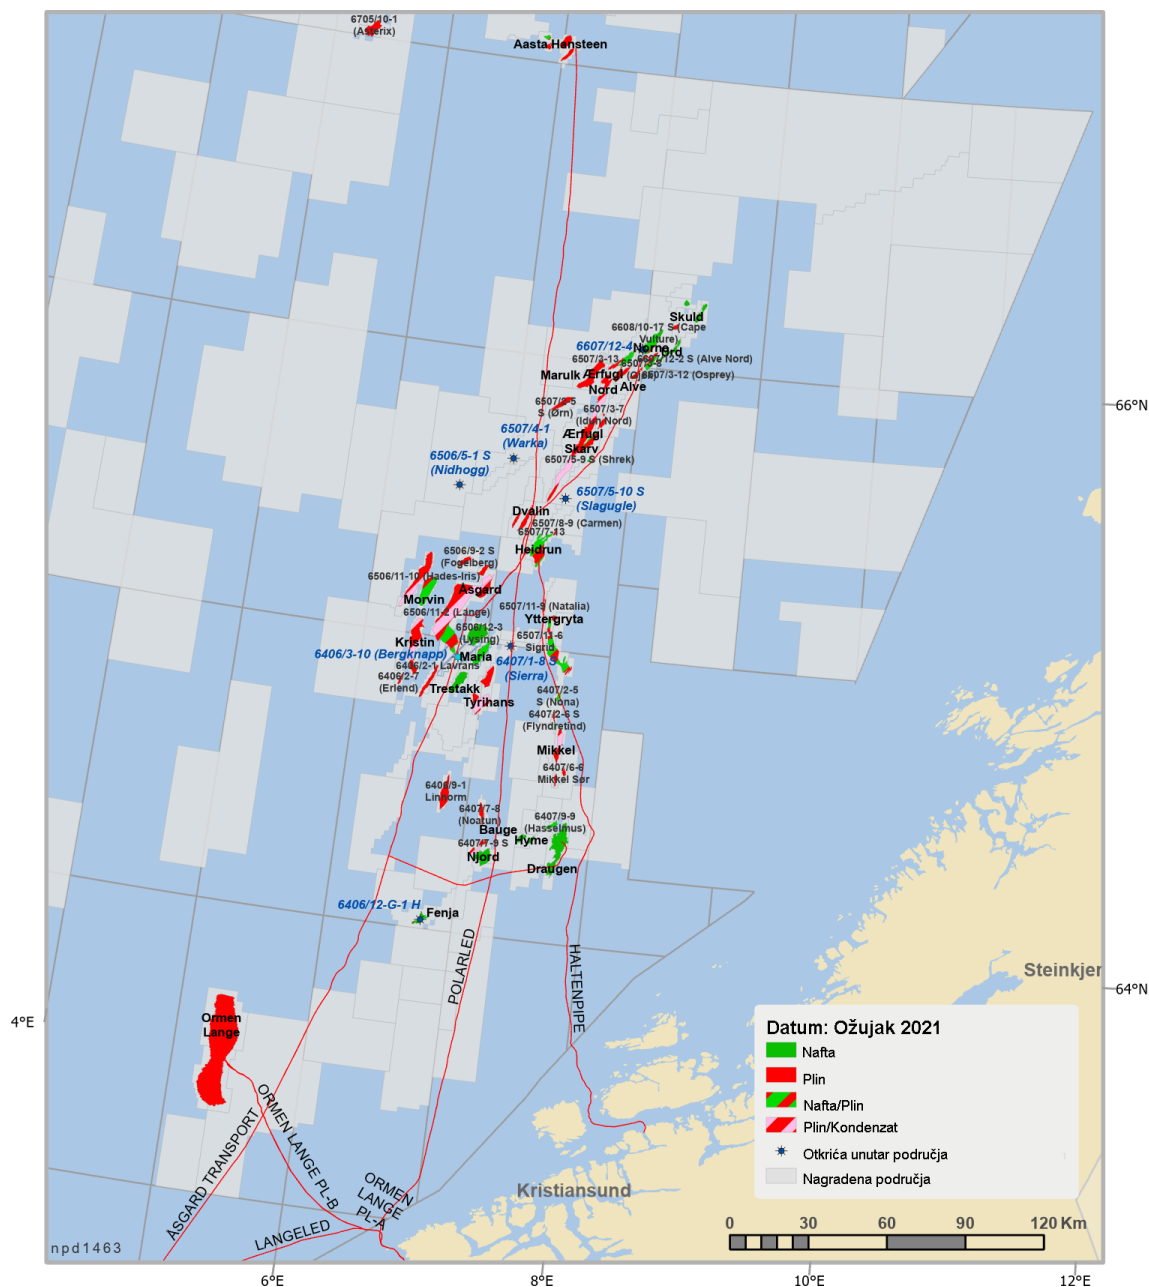 6705/10-1
(Asterix)
Aasta Hansteen
Skuld
6608/10-17 S (Cape
Vulture)
6607/12-4
Norne
Urd
6507/3-13
6607/12-2 S (Alve Nord)
6507/3-8
6507/3-12 (Osprey)
Marulk
Ærfugl
Nord
Alve
6507/2-5
S (Ørn)
6507/3-7
(Idun Nord)
6507/4-1
(Warka)
Ærfugl
Skarv
6506/5-1 S
(Nidhogg)
6507/5-9 S (Shrek)
6507/5-10 S
(Slagugle)
Dvalin
6507/8-9 (Carmen)
6507/7-13
Heidrun
6506/9-2 S
(Fogelberg)
6506/11-10 (Hades-Iris)
Åsgard
Morvin
6506/11-2 (Lange)
6507/11-9 (Natalia)
Yttergryta
6506/12-3
(Lysing)
6507/11-6
Sigrid
Kristin
6406/3-10 (Bergknapp)
Maria
6407/1-8 S
(Sierra)
6406/2-1 Lavrans
6406/2-7
(Erlend)
Trestakk
Tyrihans
6407/2-5
S (Nona)
6407/2-6 S
(Flyndretind)
Mikkel
6407/6-6
Mikkel Sør
6406/9-1
Linnorm
6407/7-8
(Noatun)
6407/9-9
(Hasselmus)
Bauge
Hyme
6407/7-9 S
Njord
Draugen
6406/12-G-1 H
Fenja
POLARLED
HALTENPIPE
Ormen
Lange
ÅSGARD TRANSPORT
ORMEN LANGE PL-B
ORMEN
LANGE
PL-A
LANGELED
Steinkjer
Kristiansund
66°N
64°N
4°E
6°E
8°E
10°E
12°E
Datum: Ožujak 2021
Nafta
Plin
Nafta/Plin
Plin/Kondenzat
Otkrića unutar područja
Nagrađena područja
0 30 60 90 120 Km
npd1463